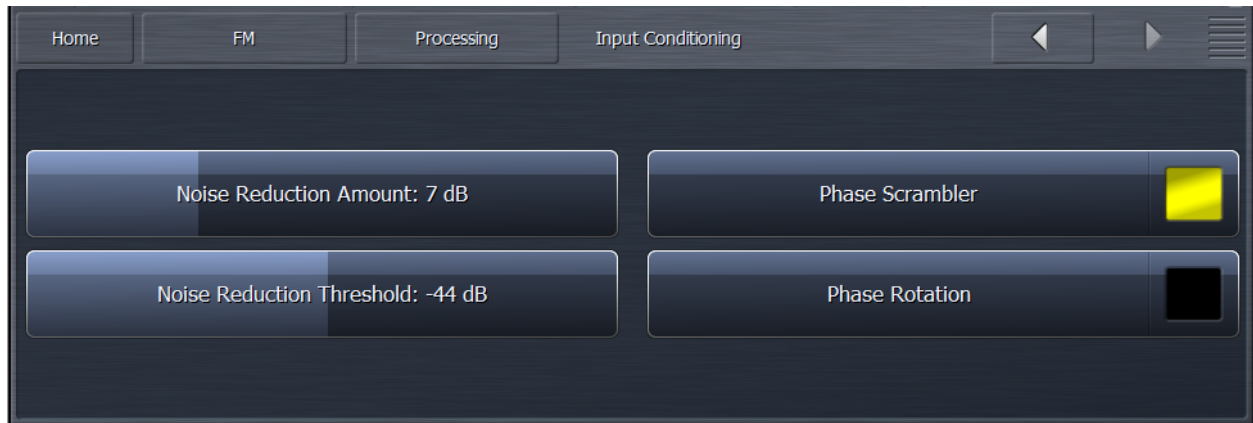 Home FM Processing Input Conditioning
Noise Reduction Amount: 7 dB
Phase Scrambler
Noise Reduction Threshold: -44 dB
Phase Rotation